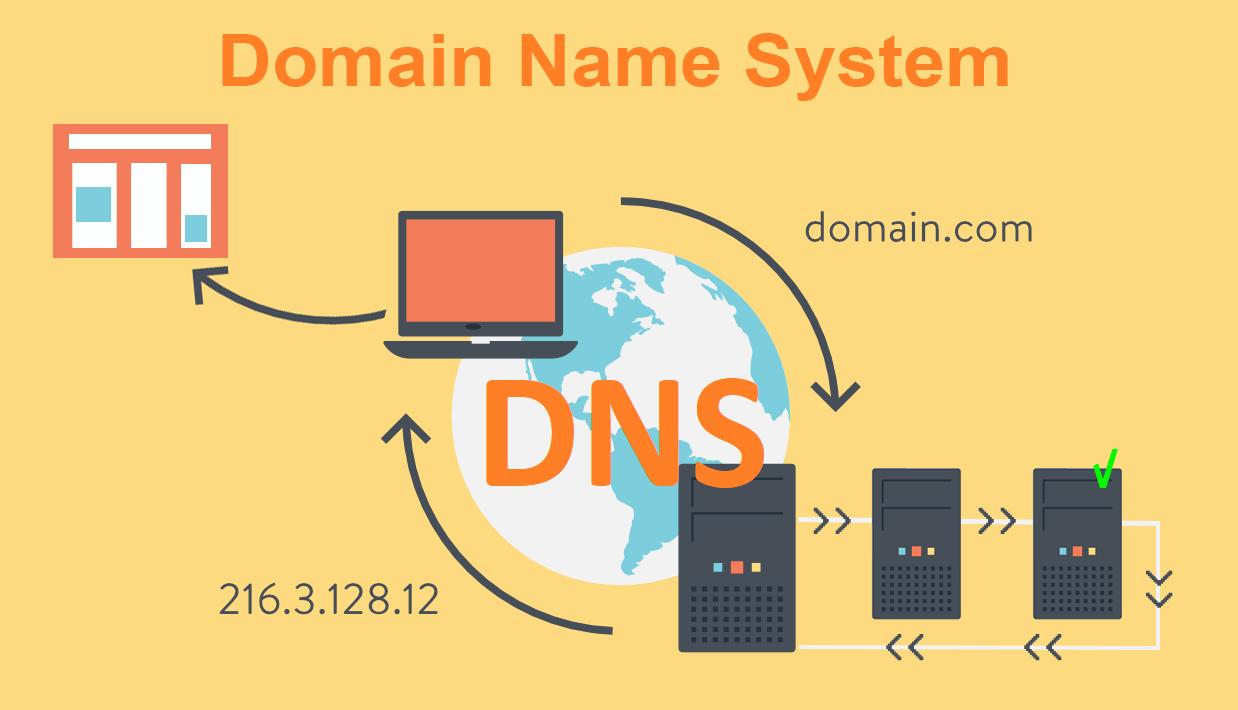 Domain Name System
domain.com
DNS
216.3.128.12